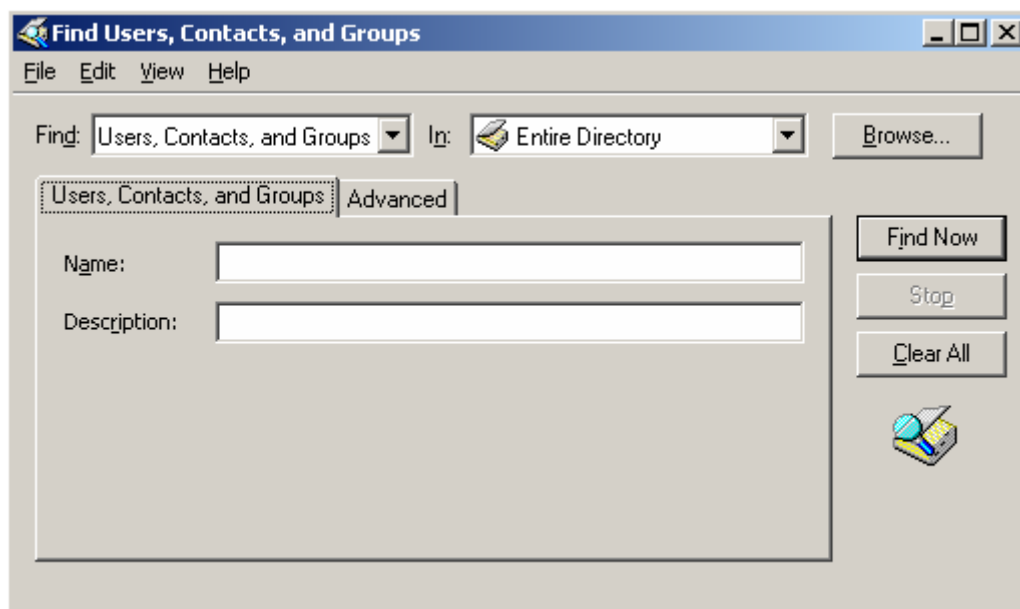 Find Users, Contacts, and Groups
File Edit View Help
Find: Users, Contacts, and Groups In: Entire Directory Browse...
Users, Contacts, and Groups Advanced
Find Now
Name:
Stop
Description:
Clear All